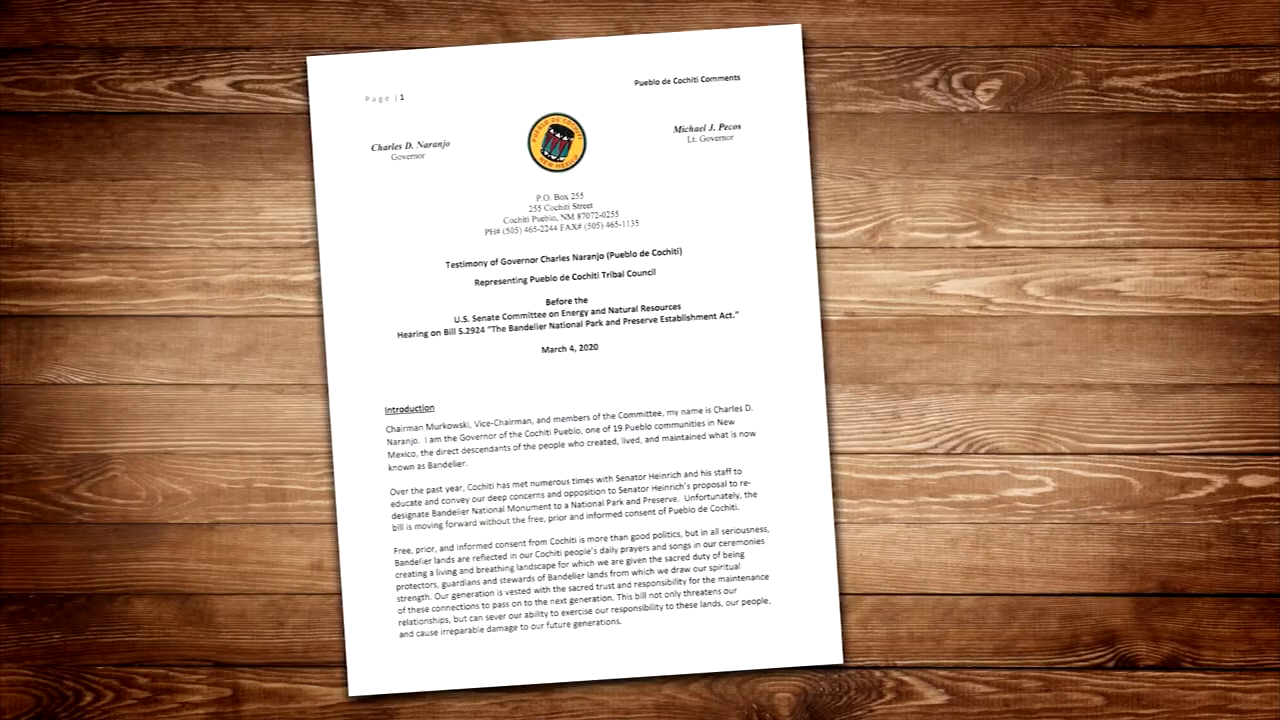 Pueblo de Cochiti Comments
Page | 1
Charles D. Naranjo
Governor
PUEBLO DE COCHITI
NEW MEXICO
Michael J. Pecos
Lt. Governor
P.O. Box 255
255 Cochiti Street
Cochiti Pueblo, NM 87072-0255
PH# (505) 465-2244 FAX# (505) 465-1135
Testimony of Governor Charles Naranjo (Pueblo de Cochiti)
Representing Pueblo de Cochiti Tribal Council
Before the
U.S. Senate Committee on Energy and Natural Resources
Hearing on Bill S.2924 "The Bandelier National Park and Preserve Establishment Act."
March 4, 2020
Introduction
Chairman Murkowski, Vice-Chairman, and members of the Committee, my name is Charles D.
Naranjo. I am the Governor of the Cochiti Pueblo, one of 19 Pueblo communities in New
Mexico, the direct descendants of the people who created, lived, and maintained what is now
known as Bandelier.
Over the past year, Cochiti has met numerous times with Senator Heinrich and his staff to
educate and convey our deep concerns and opposition to Senator Heinrich's proposal to re-
designate Bandelier National Monument to a National Park and Preserve. Unfortunately, the
bill is moving forward without the free, prior and informed consent of Pueblo de Cochiti.
Free, prior, and informed consent from Cochiti is more than good politics, but in all seriousness,
Bandelier lands are reflected in our Cochiti people's daily prayers and songs in our ceremonies
creating a living and breathing landscape for which we are given the sacred duty of being
protectors, guardians and stewards of Bandelier lands from which we draw our spiritual
strength. Our generation is vested with the sacred trust and responsibility for the maintenance
of these connections to pass on to the next generation. This bill not only threatens our
relationships, but can sever our ability to exercise our responsibility to these lands, our people,
and cause irreparable damage to our future generations.